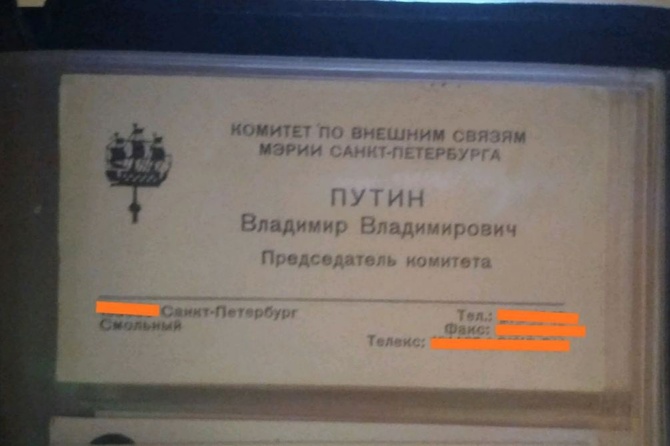 КОМИТЕТ ПО ВНЕШНИМ СВЯЗЯМ
МЭРИИ САНКТ-ПЕТЕРБУРГА
ПУТИН
Владимир Владимирович
Председатель комитета
Санкт-Петербург
Смольный
Тел.:
Факс:
Телекс: